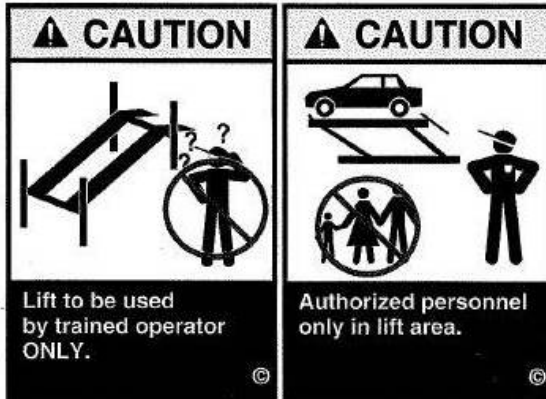 ⚠ CAUTION
? ? ?
Lift to be used
by trained operator
ONLY.
©
⚠ CAUTION
Authorized personnel
only in lift area.
©